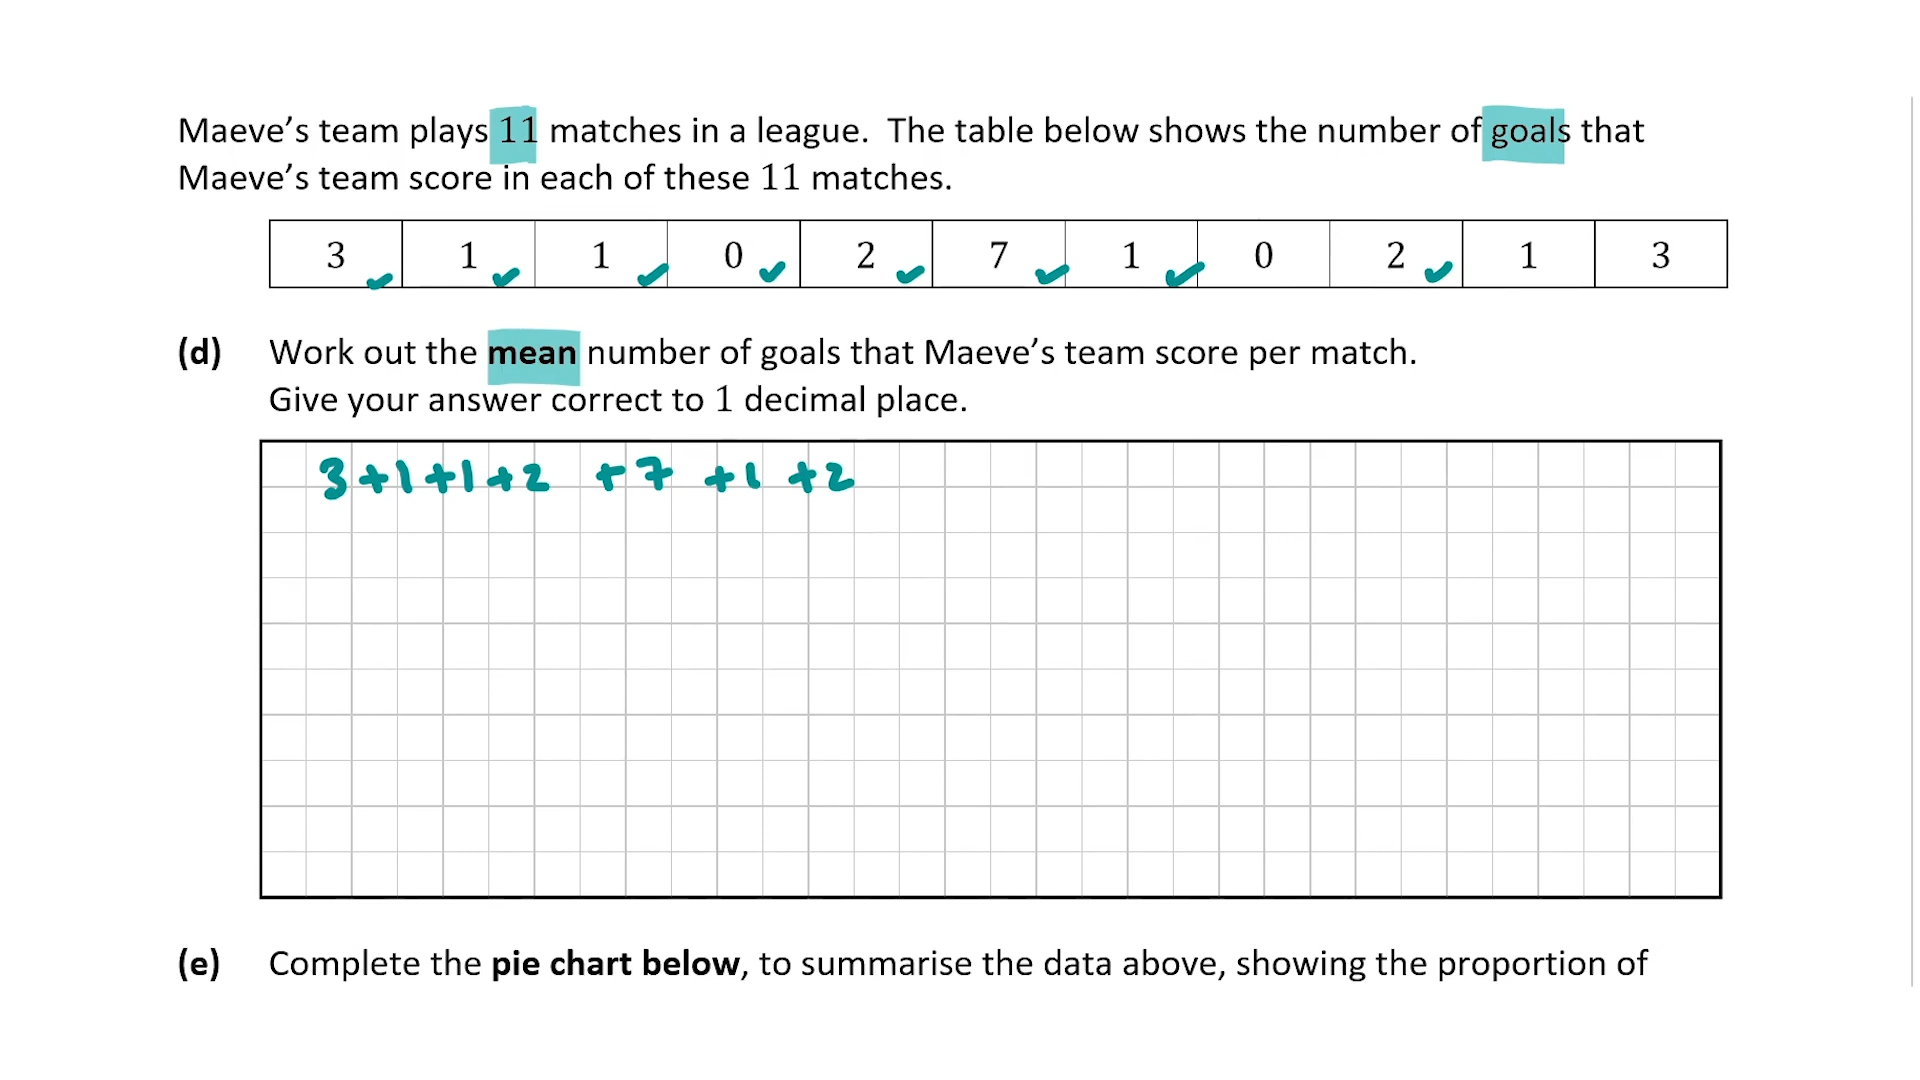 Maeve’s team plays 11 matches in a league. The table below shows the number of goals that
Maeve’s team score in each of these 11 matches.
3 1 1 0 2 7 1 0 2 1 3
(d) Work out the mean number of goals that Maeve’s team score per match.
Give your answer correct to 1 decimal place.
3+1+1+2 +7 +1 +2
(e) Complete the pie chart below, to summarise the data above, showing the proportion of